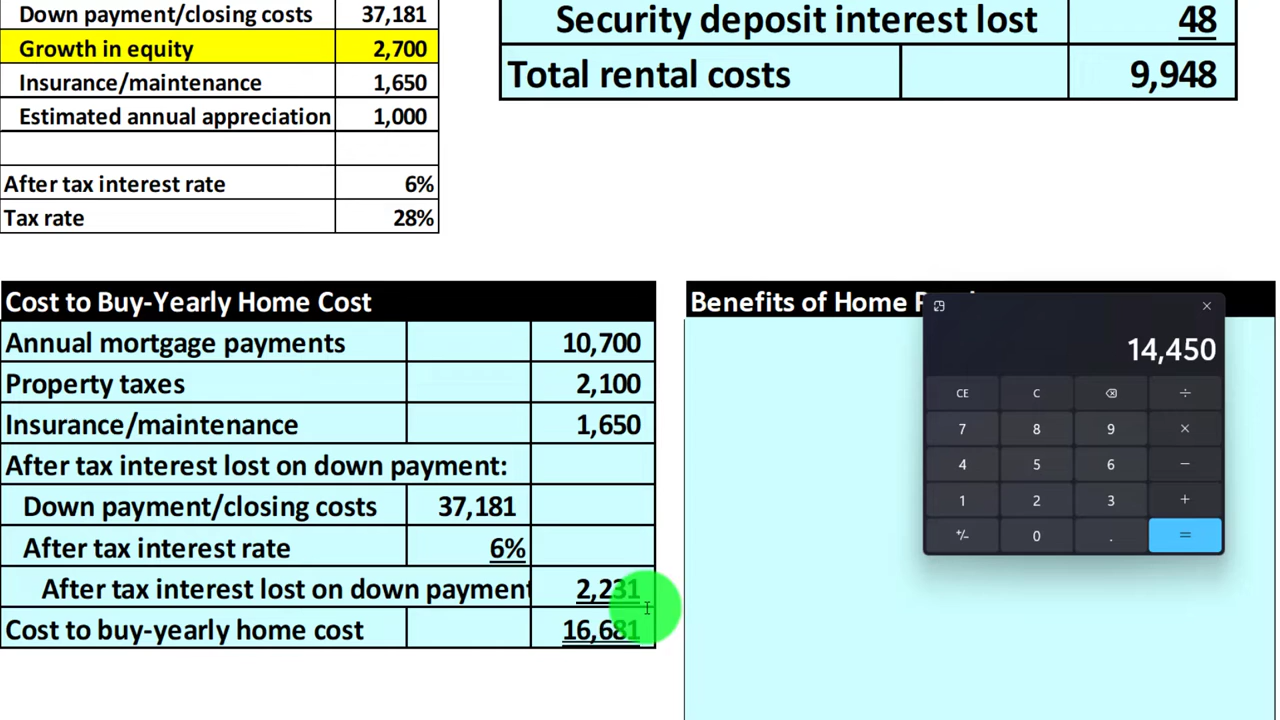 Down payment/closing costs 37,181
Growth in equity 2,700
Insurance/maintenance 1,650
Estimated annual appreciation 1,000
After tax interest rate 6%
Tax rate 28%
Security deposit interest lost 48
Total rental costs 9,948
Cost to Buy-Yearly Home Cost
Annual mortgage payments 10,700
Property taxes 2,100
Insurance/maintenance 1,650
After tax interest lost on down payment:
Down payment/closing costs 37,181
After tax interest rate 6%
After tax interest lost on down payment 2,231
Cost to buy-yearly home cost 16,681
Benefits of Home
14,450
CE C ÷
7 8 9 ×
4 5 6 −
1 2 3 +
+/- 0 . =